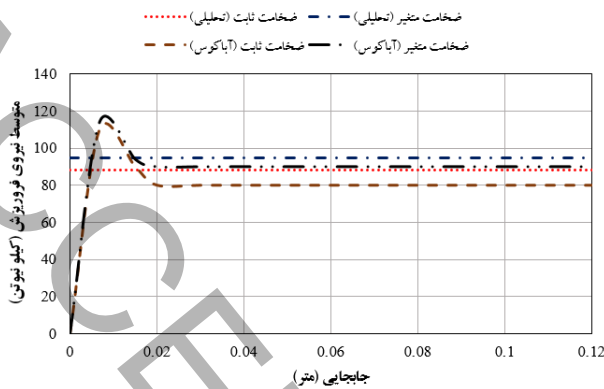 ضخامت ثابت (تحلیلی) ضخامت متغیر (تحلیلی)
ضخامت ثابت (آباکوس) ضخامت متغیر (آباکوس)
متوسط نیروی فروریزش (کیلو نیوتن)
140
120
100
80
60
40
20
0
0 0.02 0.04 0.06 0.08 0.1 0.12
جابجایی (متر)